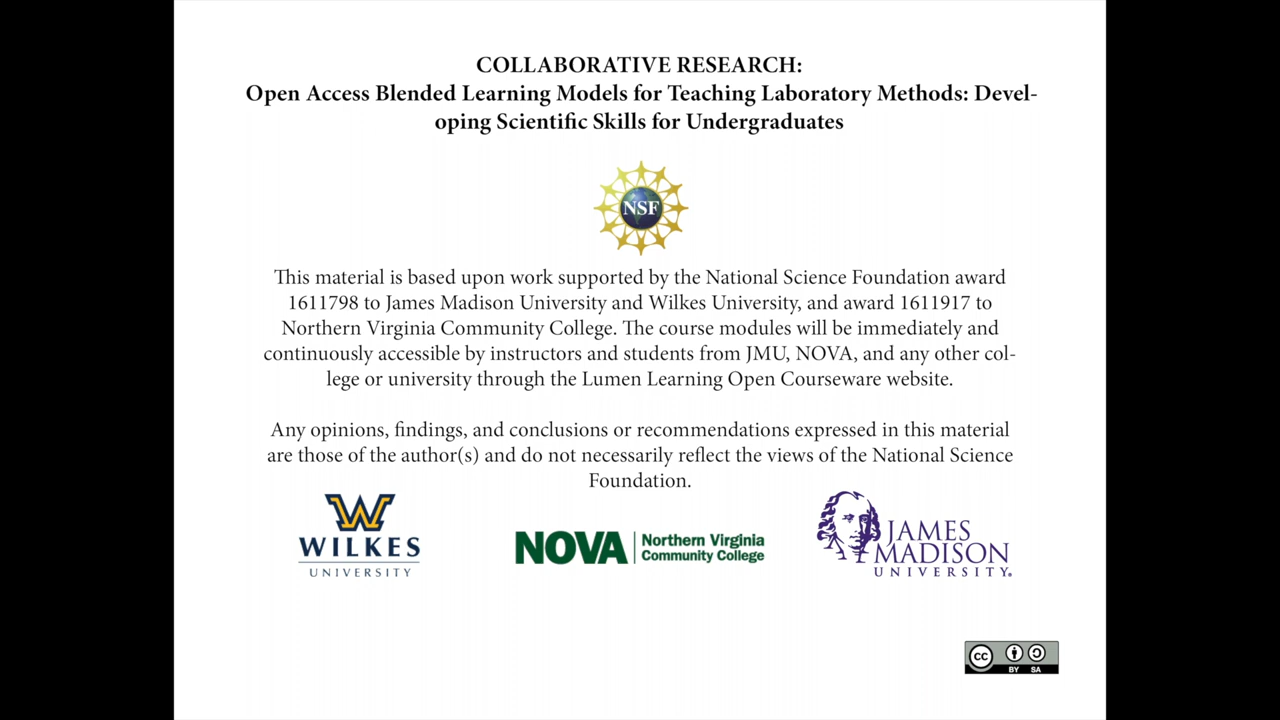 COLLABORATIVE RESEARCH:
Open Access Blended Learning Models for Teaching Laboratory Methods: Devel-
oping Scientific Skills for Undergraduates
NSF
This material is based upon work supported by the National Science Foundation award
1611798 to James Madison University and Wilkes University, and award 1611917 to
Northern Virginia Community College. The course modules will be immediately and
continuously accessible by instructors and students from JMU, NOVA, and any other col-
lege or university through the Lumen Learning Open Courseware website.
Any opinions, findings, and conclusions or recommendations expressed in this material
are those of the author(s) and do not necessarily reflect the views of the National Science
Foundation.
W
WILKES
UNIVERSITY
NOVA
Northern Virginia
Community College
JAMES
MADISON
UNIVERSITY.
cc
BY SA